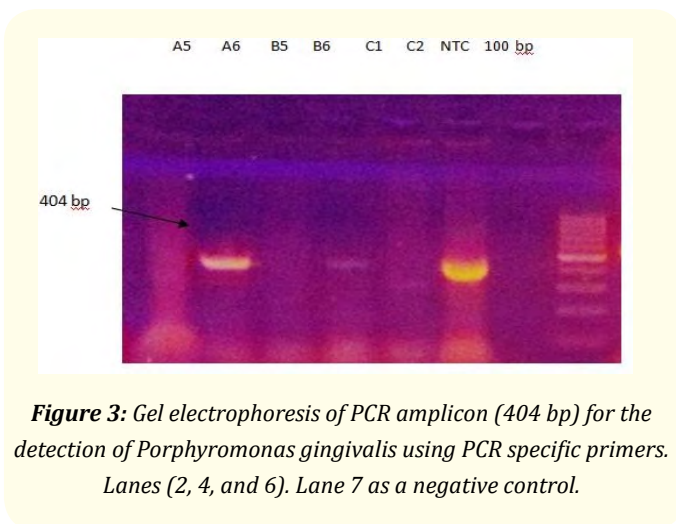 A5 A6 B5 B6 C1 C2 NTC 100 bp
404 bp
Figure 3: Gel electrophoresis of PCR amplicon (404 bp) for the
detection of Porphyromonas gingivalis using PCR specific primers.
Lanes (2, 4, and 6). Lane 7 as a negative control.